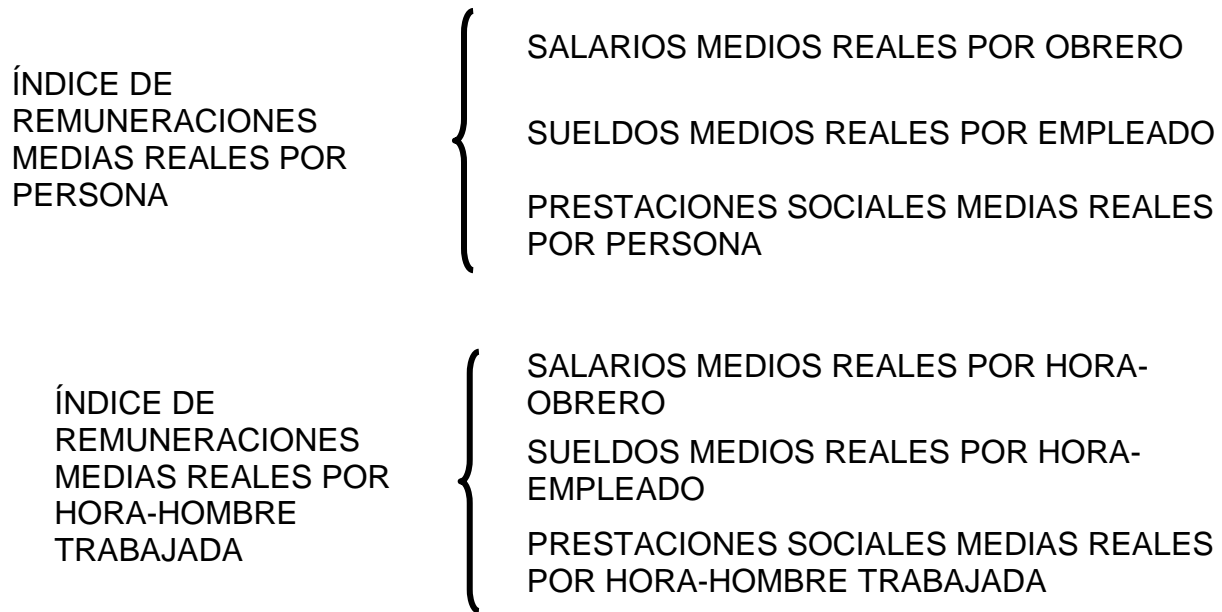 ÍNDICE DE
REMUNERACIONES
MEDIAS REALES POR
PERSONA
SALARIOS MEDIOS REALES POR OBRERO
SUELDOS MEDIOS REALES POR EMPLEADO
PRESTACIONES SOCIALES MEDIAS REALES
POR PERSONA
ÍNDICE DE
REMUNERACIONES
MEDIAS REALES POR
HORA-HOMBRE
TRABAJADA
SALARIOS MEDIOS REALES POR HORA-
OBRERO
SUELDOS MEDIOS REALES POR HORA-
EMPLEADO
PRESTACIONES SOCIALES MEDIAS REALES
POR HORA-HOMBRE TRABAJADA